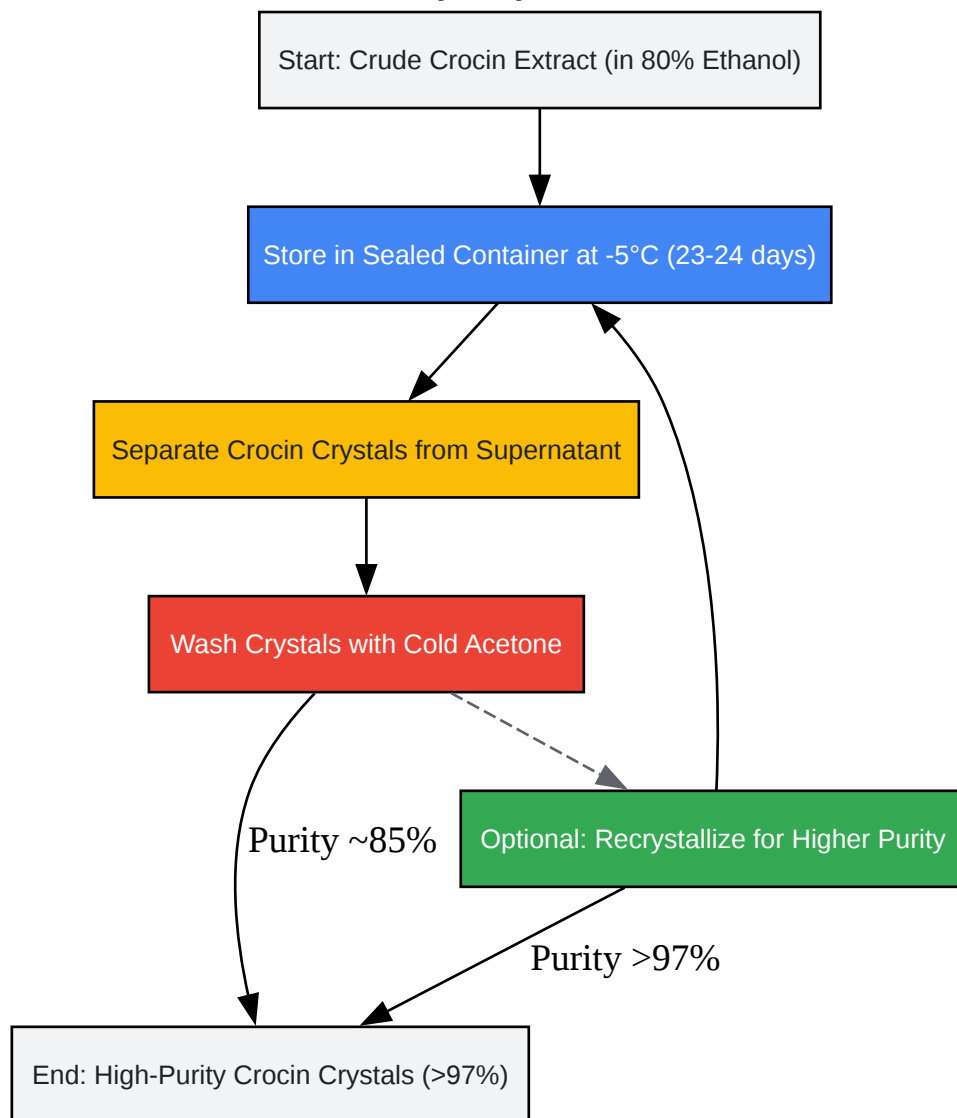 Start: Crude Crocin Extract (in 80% Ethanol)
Store in Sealed Container at -5°C (23-24 days)
Separate Crocin Crystals from Supernatant
Wash Crystals with Cold Acetone
Purity ~85%
Optional: Recrystallize for Higher Purity
Purity >97%
End: High-Purity Crocin Crystals (>97%)